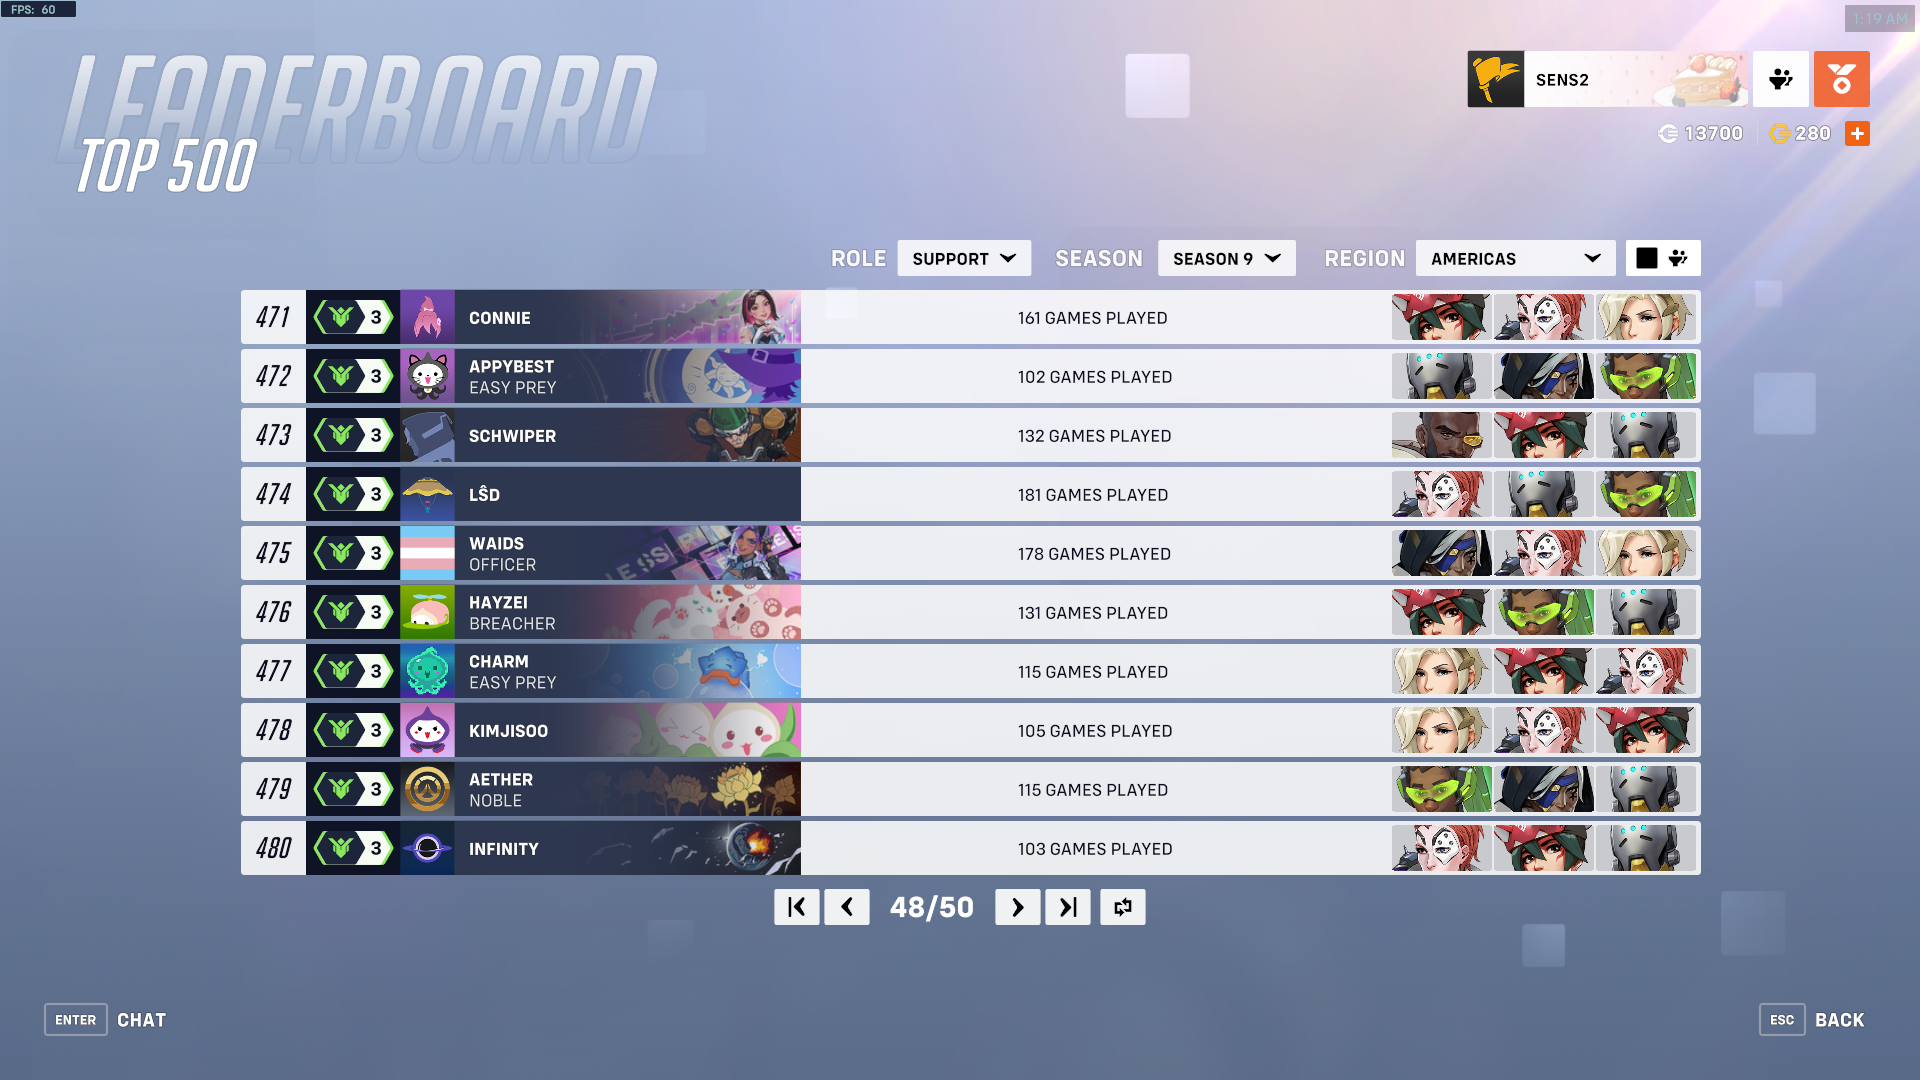 FPS: 60
1:19 AM
LEADERBOARD
TOP 500
SENS2
13700 280
ROLE SUPPORT SEASON SEASON 9 REGION AMERICAS
471 3 CONNIE 161 GAMES PLAYED
472 3 APPYBEST EASY PREY 102 GAMES PLAYED
473 3 SCHWIPER 132 GAMES PLAYED
474 3 LŜD 181 GAMES PLAYED
475 3 WAIDS OFFICER 178 GAMES PLAYED
476 3 HAYZEI BREACHER 131 GAMES PLAYED
477 3 CHARM EASY PREY 115 GAMES PLAYED
478 3 KIMJISOO 105 GAMES PLAYED
479 3 AETHER NOBLE 115 GAMES PLAYED
480 3 INFINITY 103 GAMES PLAYED
48/50
ENTER CHAT
ESC BACK